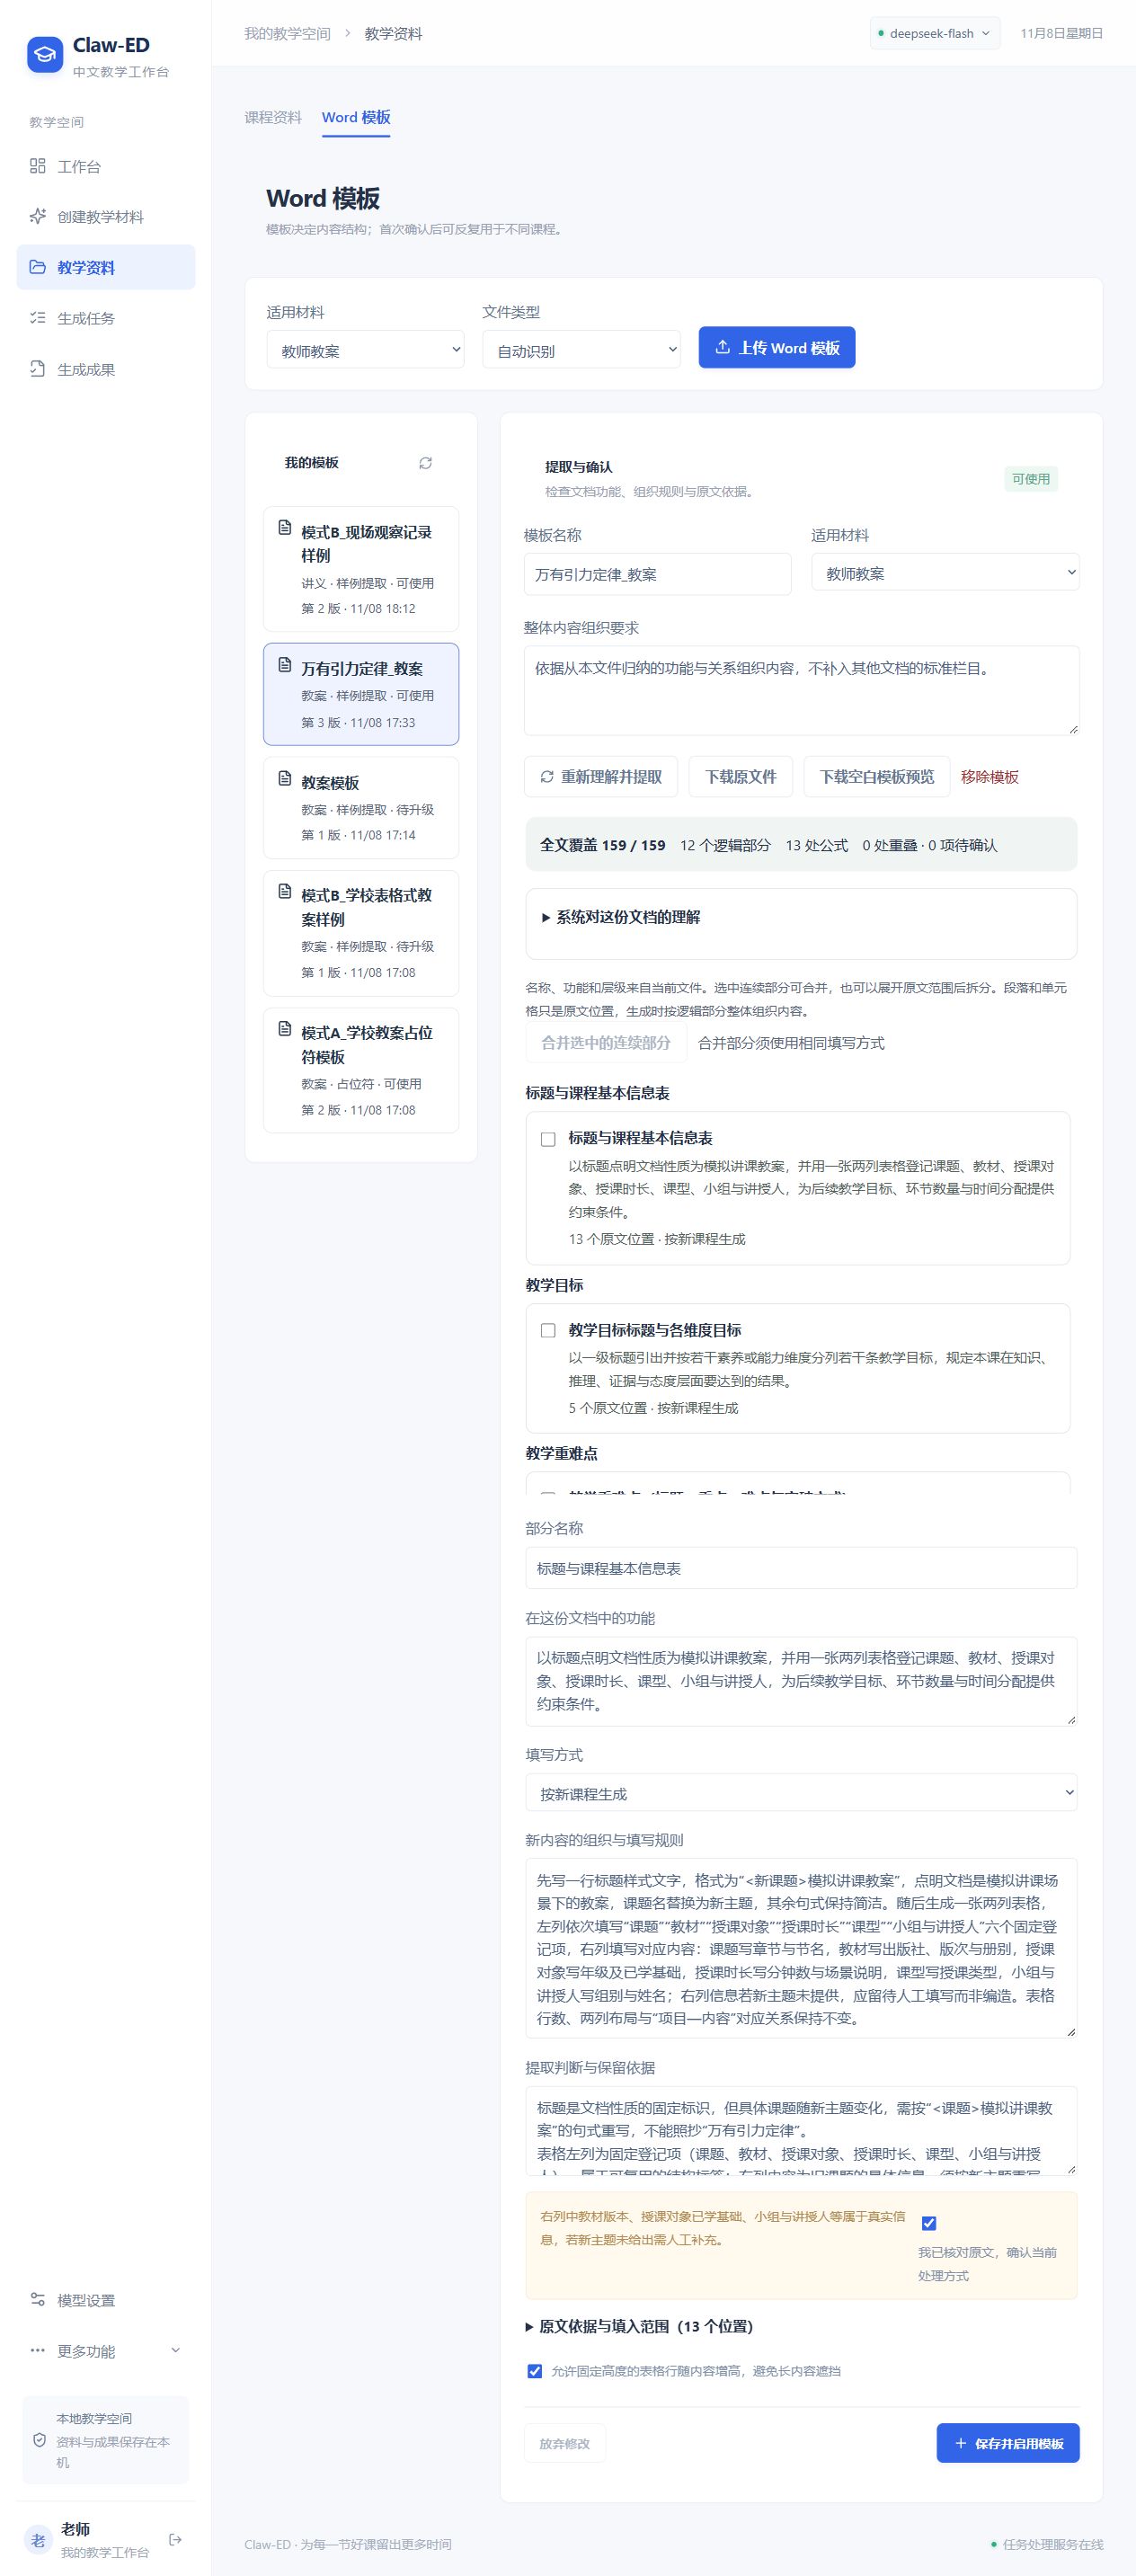 Claw-ED
中文教学工作台
教学空间
工作台
创建教学材料
教学资料
生成任务
生成成果
模型设置
更多功能
本地教学空间
资料与成果保存在本
机
老
老师
我的教学工作台
我的教学空间
教学资料
deepseek-flash
11月8日星期日
课程资料
Word 模板
Word 模板
模板决定内容结构；首次确认后可反复用于不同课程。
适用材料
文件类型
教师教案
自动识别
上传 Word 模板
我的模板
模式B_现场观察记录
样例
讲义 · 样例提取 · 可使用
第 2 版 · 11/08 18:12
万有引力定律_教案
教案 · 样例提取 · 可使用
第 3 版 · 11/08 17:33
教案模板
教案 · 样例提取 · 待升级
第 1 版 · 11/08 17:14
模式B_学校表格式教
案样例
教案 · 样例提取 · 待升级
第 1 版 · 11/08 17:08
模式A_学校教案占位
符模板
教案 · 占位符 · 可使用
第 2 版 · 11/08 17:08
提取与确认
检查文档功能、组织规则与原文依据。
可使用
模板名称
适用材料
万有引力定律_教案
教师教案
整体内容组织要求
依据从本文件归纳的功能与关系组织内容，不补入其他文档的标准栏目。
重新理解并提取
下载原文件
下载空白模板预览
移除模板
全文覆盖 159 / 159 12 个逻辑部分 13 处公式 0 处重叠 · 0 项待确认
系统对这份文档的理解
名称、功能和层级来自当前文件。选中连续部分可合并，也可以展开原文范围后拆分。段落和单元
格只是原文位置，生成时按逻辑部分整体组织内容。
合并选中的连续部分
合并部分须使用相同填写方式
标题与课程基本信息表
标题与课程基本信息表
以标题点明文档性质为模拟讲课教案，并用一张两列表格登记课题、教材、授课对
象、授课时长、课型、小组与讲授人，为后续教学目标、环节数量与时间分配提供
约束条件。
13 个原文位置 · 按新课程生成
教学目标
教学目标标题与各维度目标
以一级标题引出并按若干素养或能力维度分列若干条教学目标，规定本课在知识、
推理、证据与态度层面要达到的结果。
5 个原文位置 · 按新课程生成
教学重难点
部分名称
标题与课程基本信息表
在这份文档中的功能
以标题点明文档性质为模拟讲课教案，并用一张两列表格登记课题、教材、授课对
象、授课时长、课型、小组与讲授人，为后续教学目标、环节数量与时间分配提供
约束条件。
填写方式
按新课程生成
新内容的组织与填写规则
先写一行标题样式文字，格式为“<新课题>模拟讲课教案”，点明文档是模拟讲课场
景下的教案，课题名替换为新主题，其余句式保持简洁。随后生成一张两列表格，
左列依次填写“课题”“教材”“授课对象”“授课时长”“课型”“小组与讲授人”六个固定登
记项，右列填写对应内容：课题写章节与节名，教材写出版社、版次与册别，授课
对象写年级及已学基础，授课时长写分钟数与场景说明，课型写授课类型，小组与
讲授人写组别与姓名；右列信息若新主题未提供，应留待人工填写而非编造。表格
行数、两列布局与“项目—内容”对应关系保持不变。
提取判断与保留依据
标题是文档性质的固定标识，但具体课题随新主题变化，需按“<课题>模拟讲课教
案”的句式重写，不能照抄“万有引力定律”。
表格左列为固定登记项（课题、教材、授课对象、授课时长、课型、小组与讲授
右列中教材版本、授课对象已学基础、小组与讲授人等属于真实信
息，若新主题未给出需人工补充。
我已核对原文，确认当前
处理方式
原文依据与填入范围（13 个位置）
允许固定高度的表格行随内容增高，避免长内容遮挡
放弃修改
保存并启用模板
Claw-ED · 为每一节好课留出更多时间
任务处理服务在线